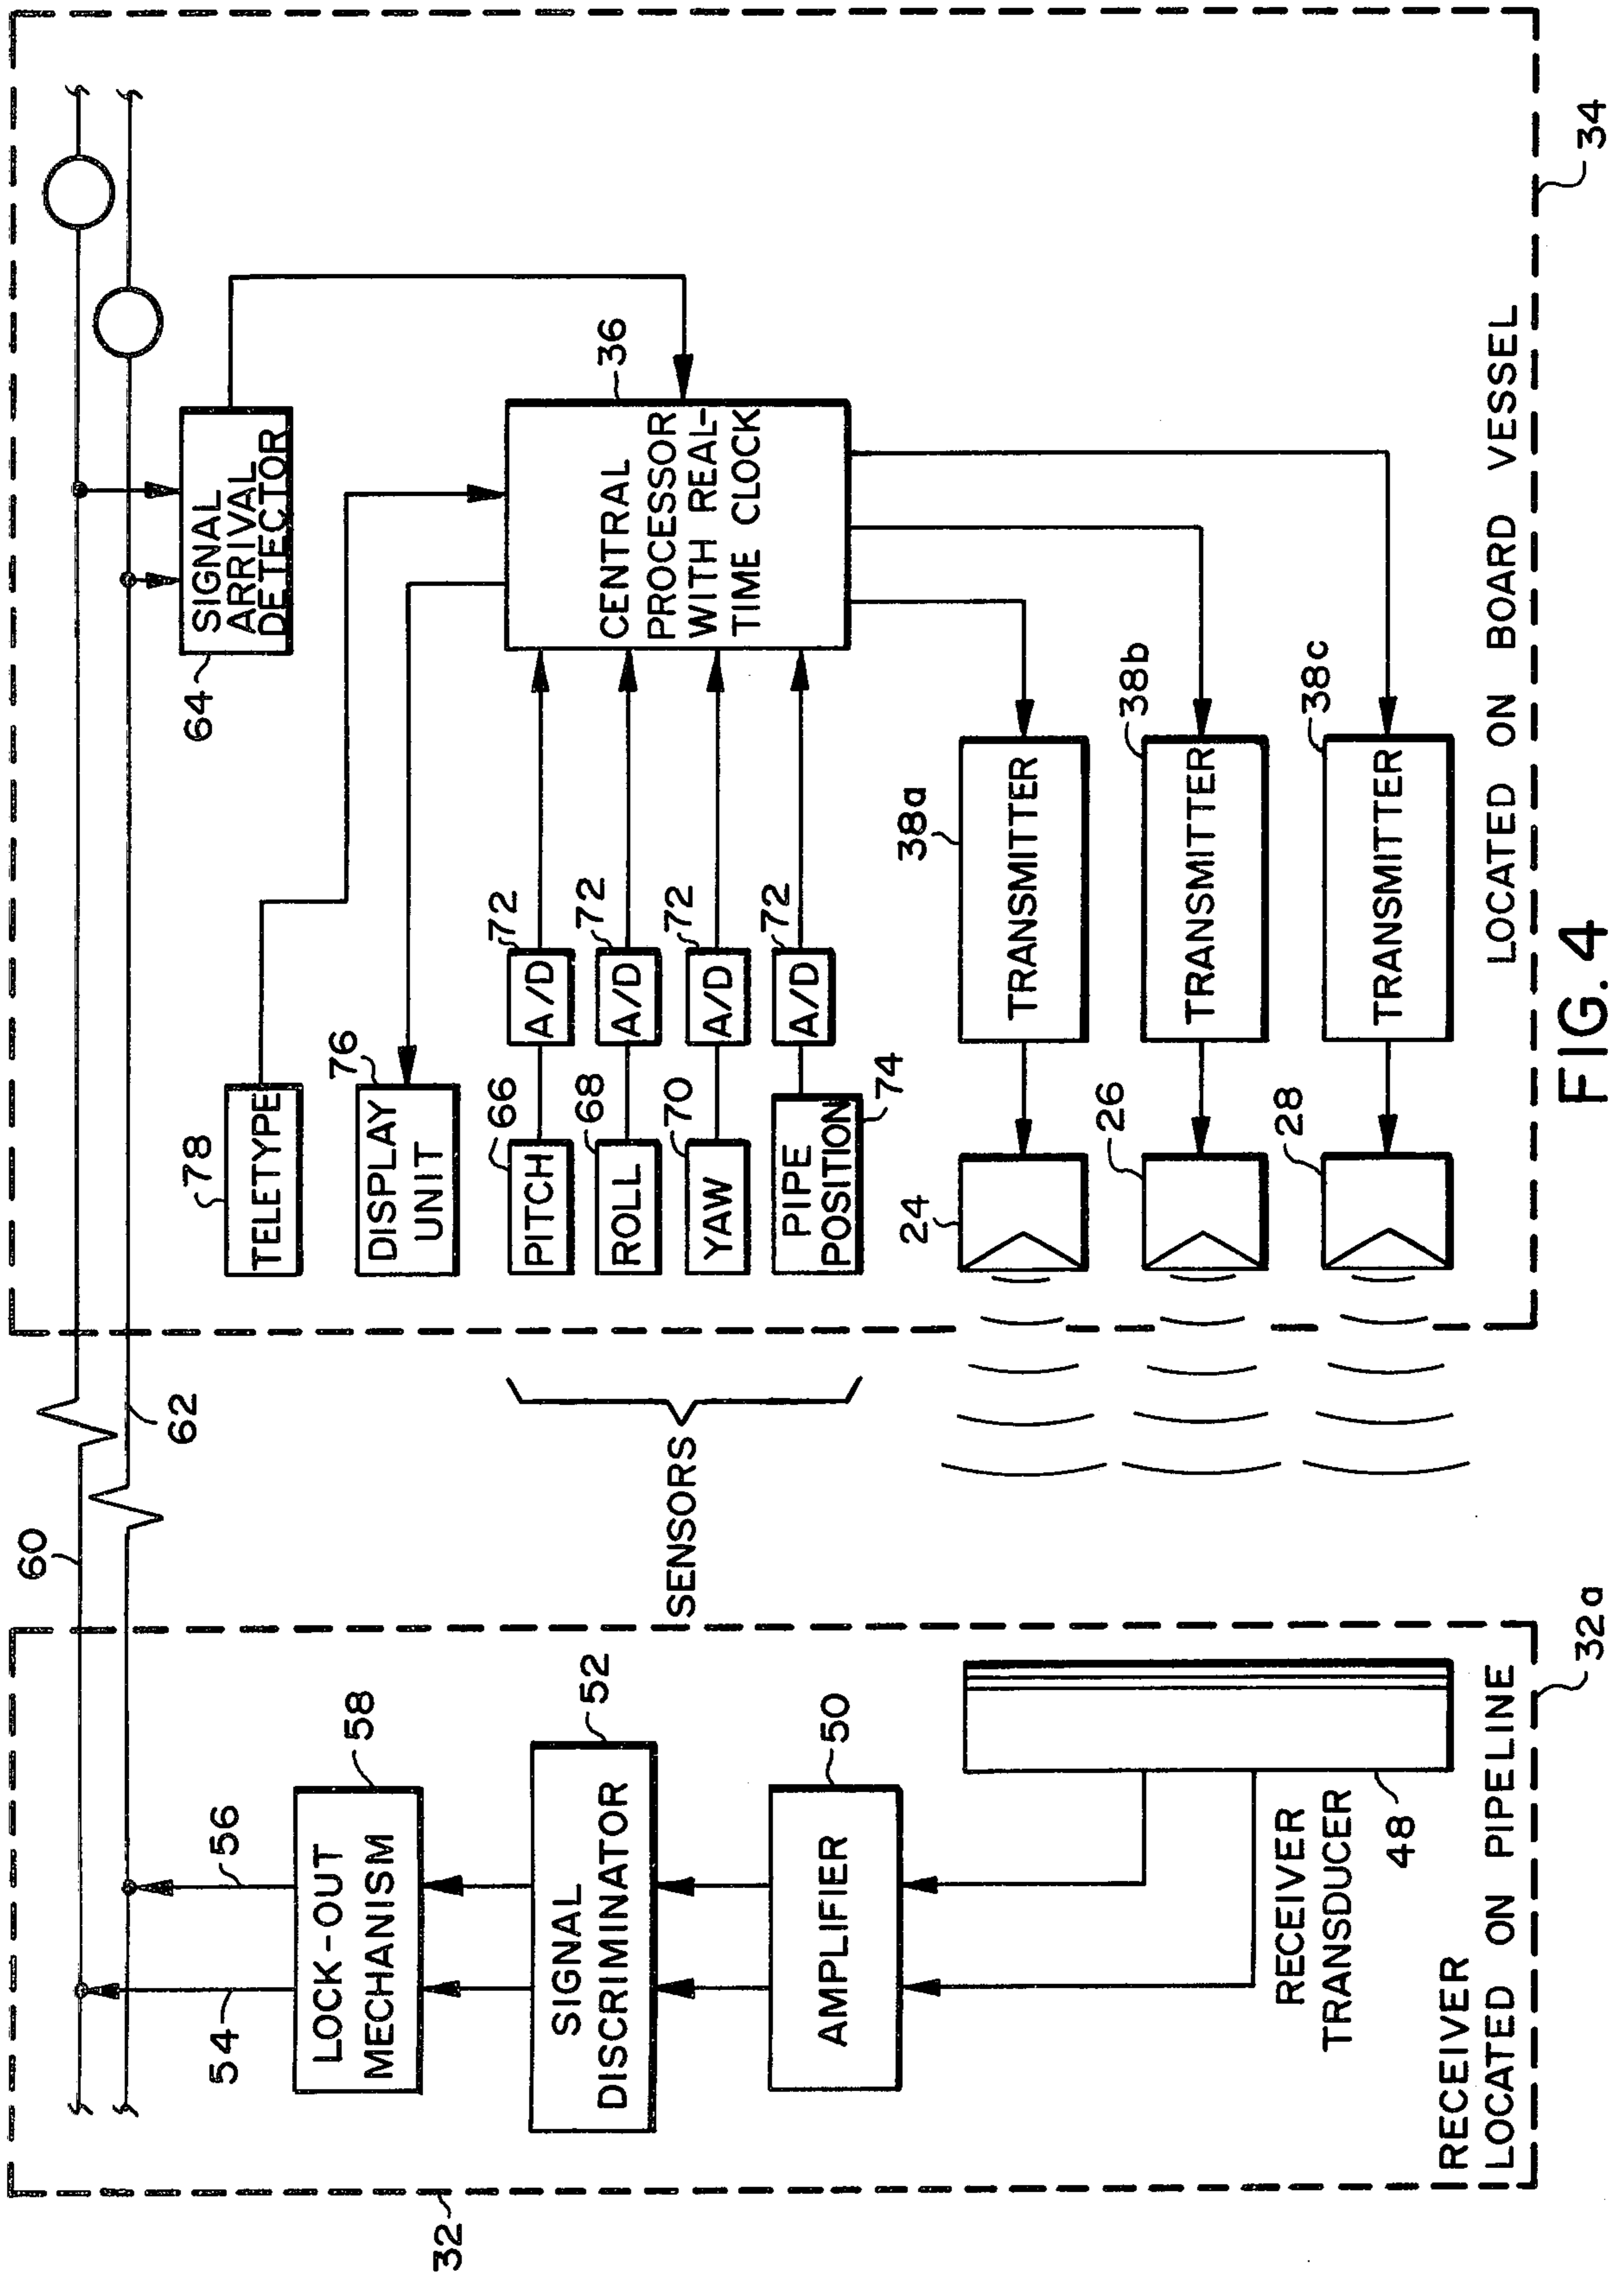 32
54
56
LOCK-OUT
MECHANISM
58
SIGNAL
DISCRIMINATOR
52
AMPLIFIER
50
RECEIVER
TRANSDUCER
48
RECEIVER
LOCATED ON PIPELINE
32a
60
62
SENSORS
78
TELETYPE
76
DISPLAY
UNIT
66
PITCH
A/D
72
68
ROLL
A/D
72
70
YAW
A/D
72
PIPE
POSITION
74
A/D
72
64
SIGNAL
ARRIVAL
DETECTOR
36
CENTRAL
PROCESSOR
WITH REAL-
TIME CLOCK
24
38a
TRANSMITTER
26
38b
TRANSMITTER
28
38c
TRANSMITTER
LOCATED ON BOARD VESSEL
34
FIG. 4